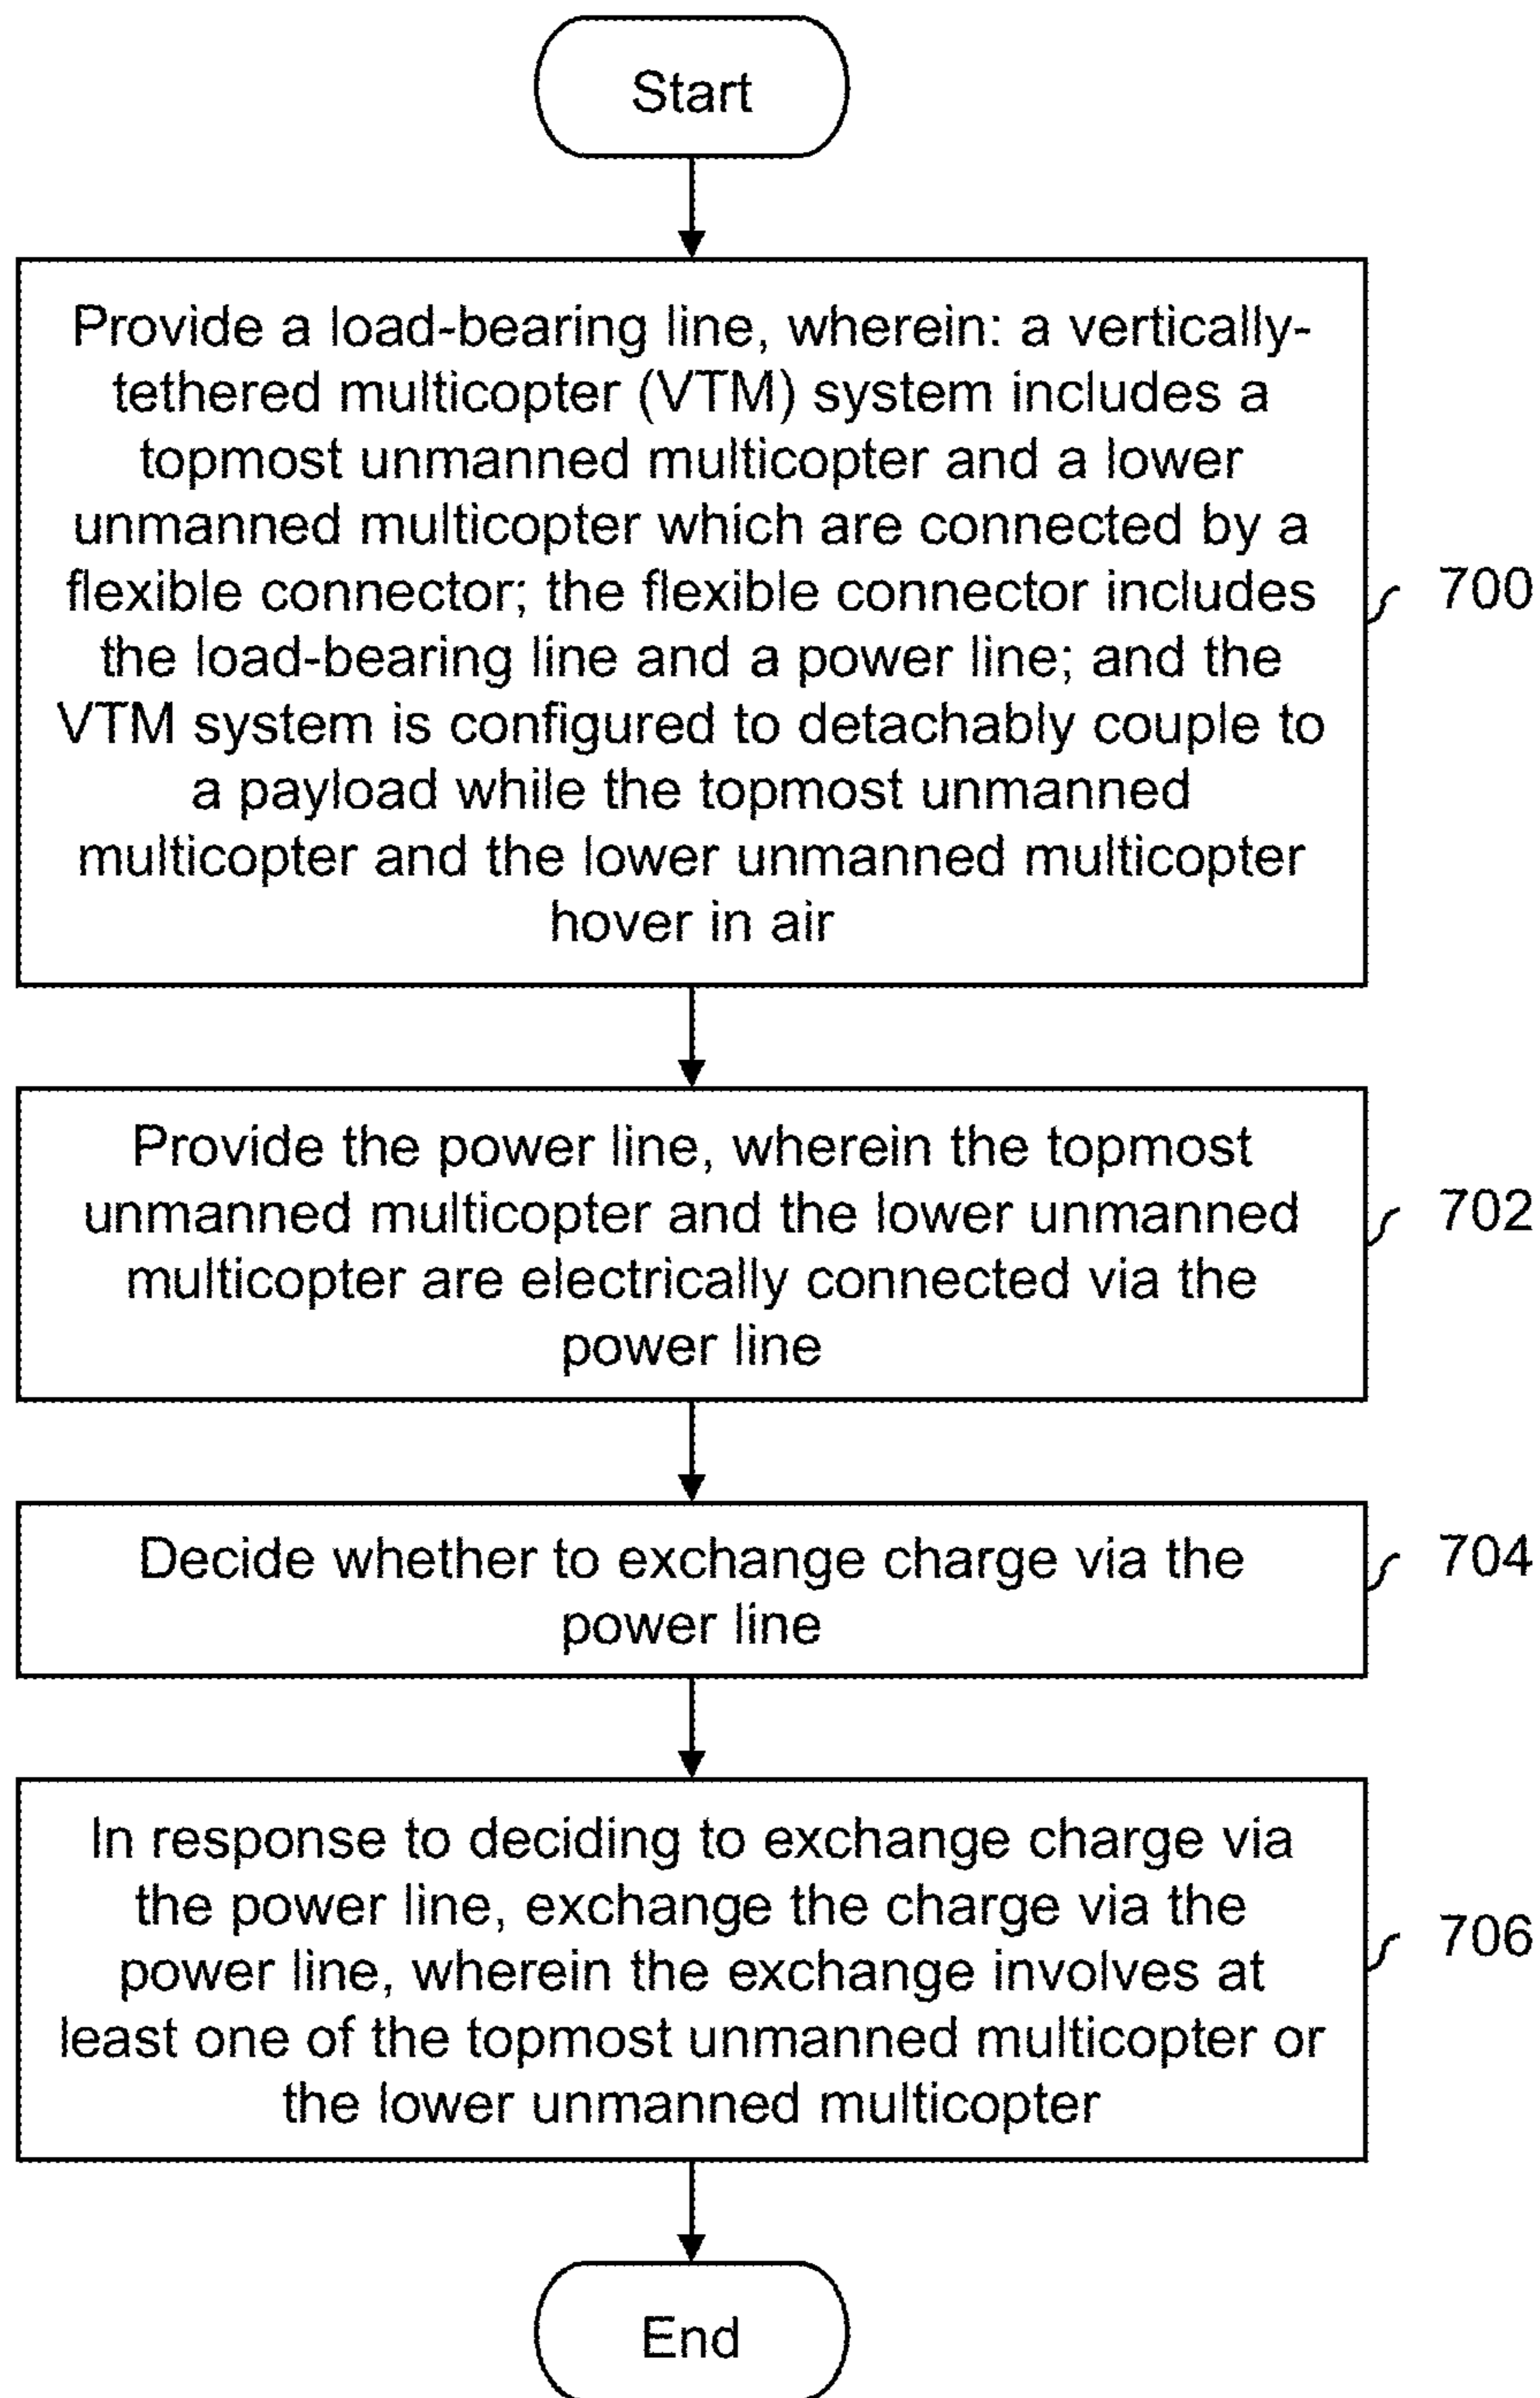 Start
Provide a load-bearing line, wherein: a vertically-
tethered multicopter (VTM) system includes a
topmost unmanned multicopter and a lower
unmanned multicopter which are connected by a
flexible connector; the flexible connector includes
the load-bearing line and a power line; and the
VTM system is configured to detachably couple to
a payload while the topmost unmanned
multicopter and the lower unmanned multicopter
hover in air
700
Provide the power line, wherein the topmost
unmanned multicopter and the lower unmanned
multicopter are electrically connected via the
power line
702
Decide whether to exchange charge via the
power line
704
In response to deciding to exchange charge via
the power line, exchange the charge via the
power line, wherein the exchange involves at
least one of the topmost unmanned multicopter or
the lower unmanned multicopter
706
End